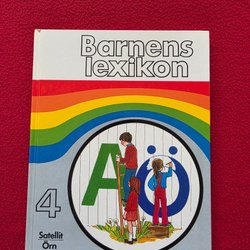 Barnens
lexikon
A Ö
4
Satellit
Örn